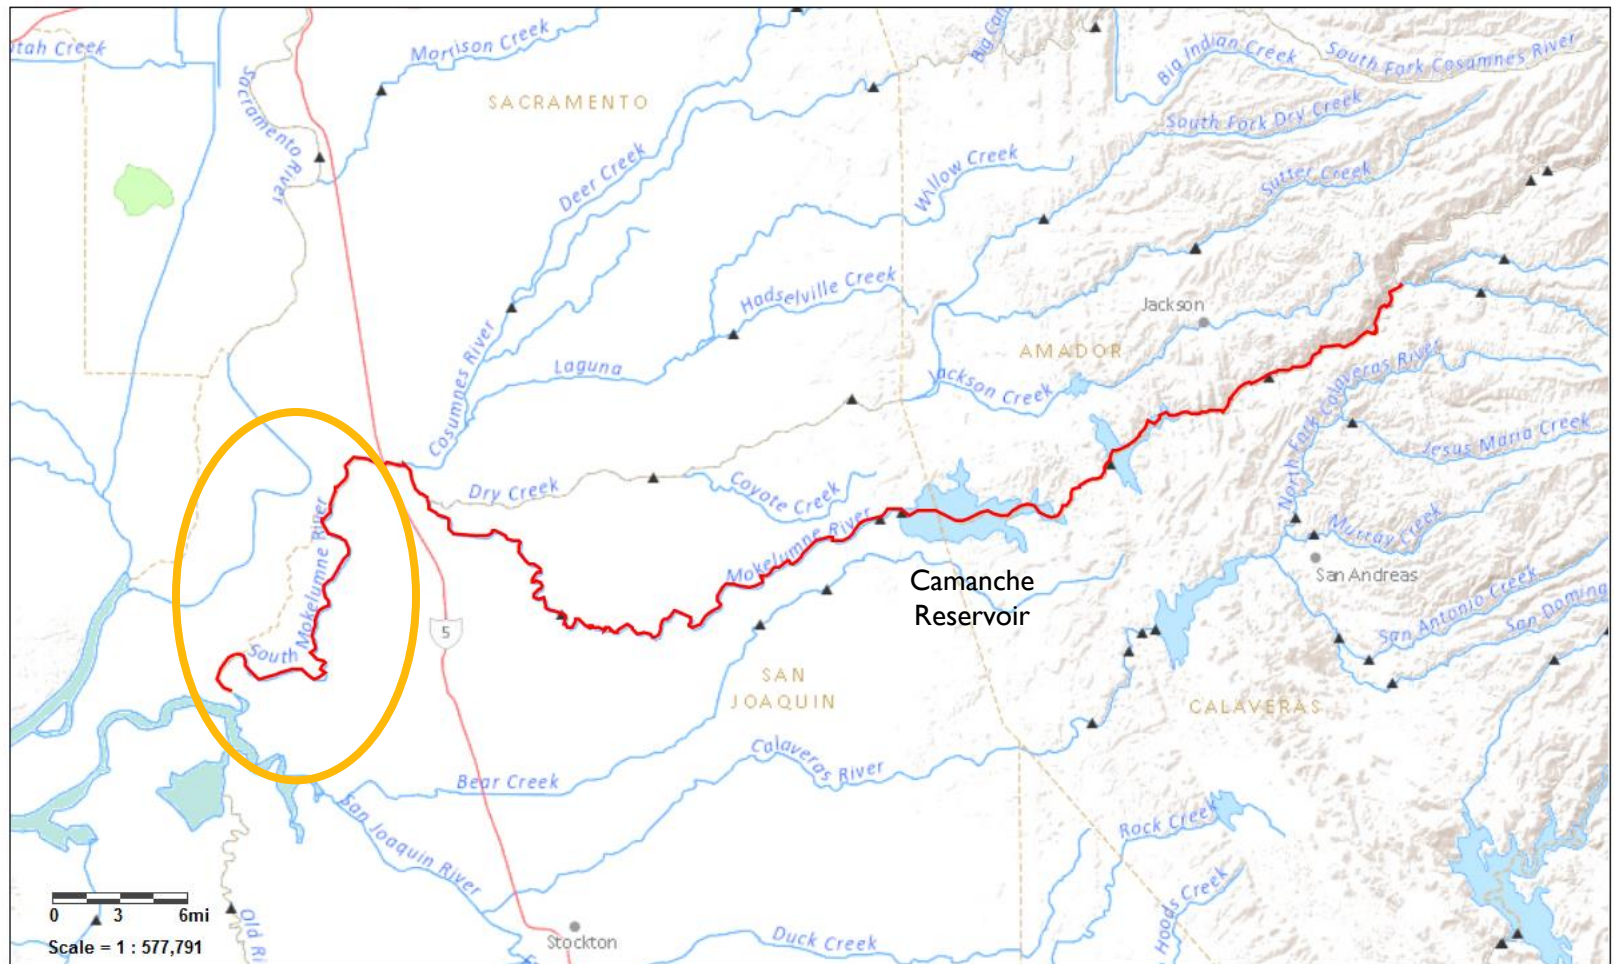 utah Creek
Morrison Creek
Big Can
Big Indian Creek
South Fork Cosumnes River
Sacramento River
SACRAMENTO
South Fork Dry Creek
Deer Creek
Willow Creek
Sutter Creek
Hadselville Creek
Jackson
Cosumnes River
Laguna
AMADOR
Jackson Creek
North Fork Calaveras River
Jesus Maria Creek
Dry Creek
Coyote Creek
Mokelumne River
Murray Creek
South Mokelumne River
Camanche
Reservoir
San Andreas
San Antonio Creek
San Doming
5
SAN
JOAQUIN
CALAVERAS
Calaveras River
Bear Creek
San Joaquin River
Rock Creek
Hoods Creek
0 3 6mi
Scale = 1 : 577,791
Old Ri
Stockton
Duck Creek